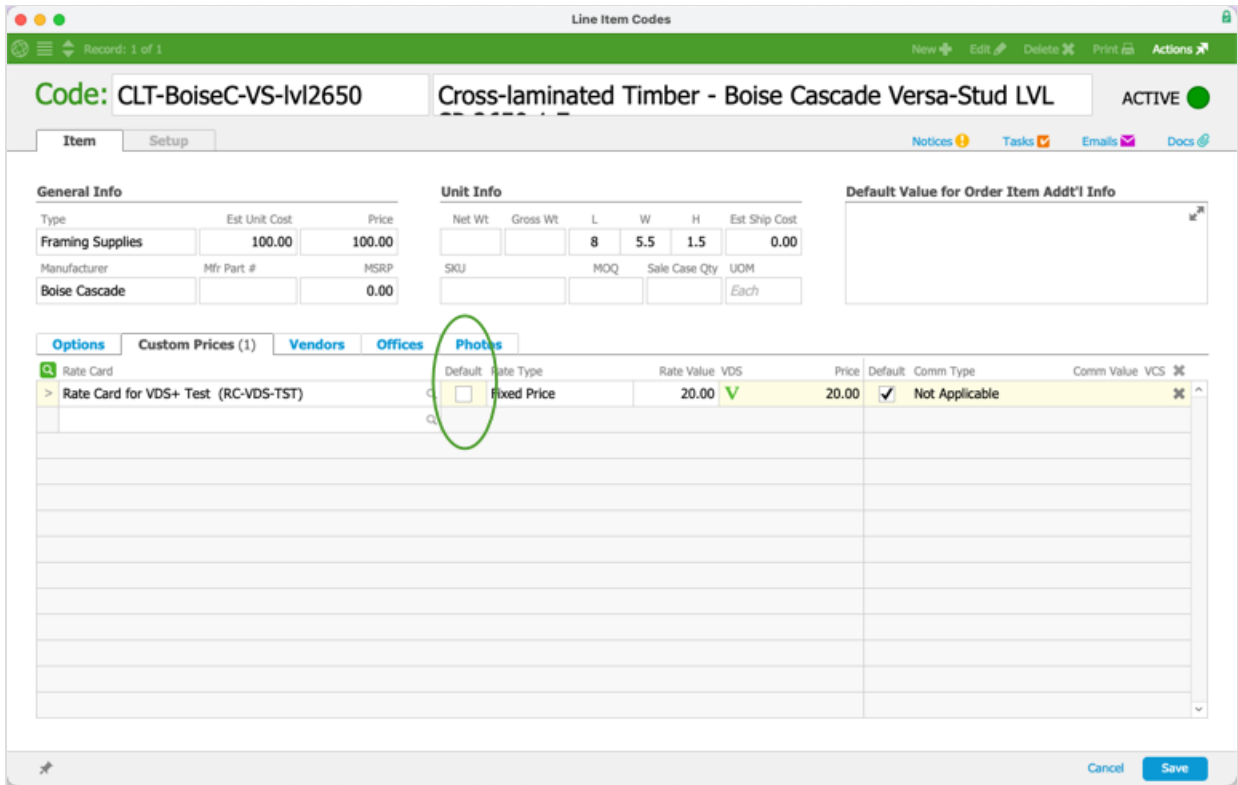 Line Item Codes
Record: 1 of 1 New Edit Delete Print Actions
Code: CLT-BoiseC-VS-lvl2650 Cross-laminated Timber - Boise Cascade Versa-Stud LVL ACTIVE
Item Setup Notices Tasks Emails Docs
General Info Unit Info Default Value for Order Item Addt'l Info
Type Est Unit Cost Price Net Wt Gross Wt L W H Est Ship Cost
Framing Supplies 100.00 100.00 8 5.5 1.5 0.00
Manufacturer Mfr Part # MSRP SKU MOQ Sale Case Qty UOM
Boise Cascade 0.00 Each
Options Custom Prices (1) Vendors Offices Photos
Rate Card Default Rate Type Rate Value VDS Price Default Comm Type Comm Value VCS
> Rate Card for VDS+ Test (RC-VDS-TST) Fixed Price 20.00 V 20.00 Not Applicable
Cancel Save